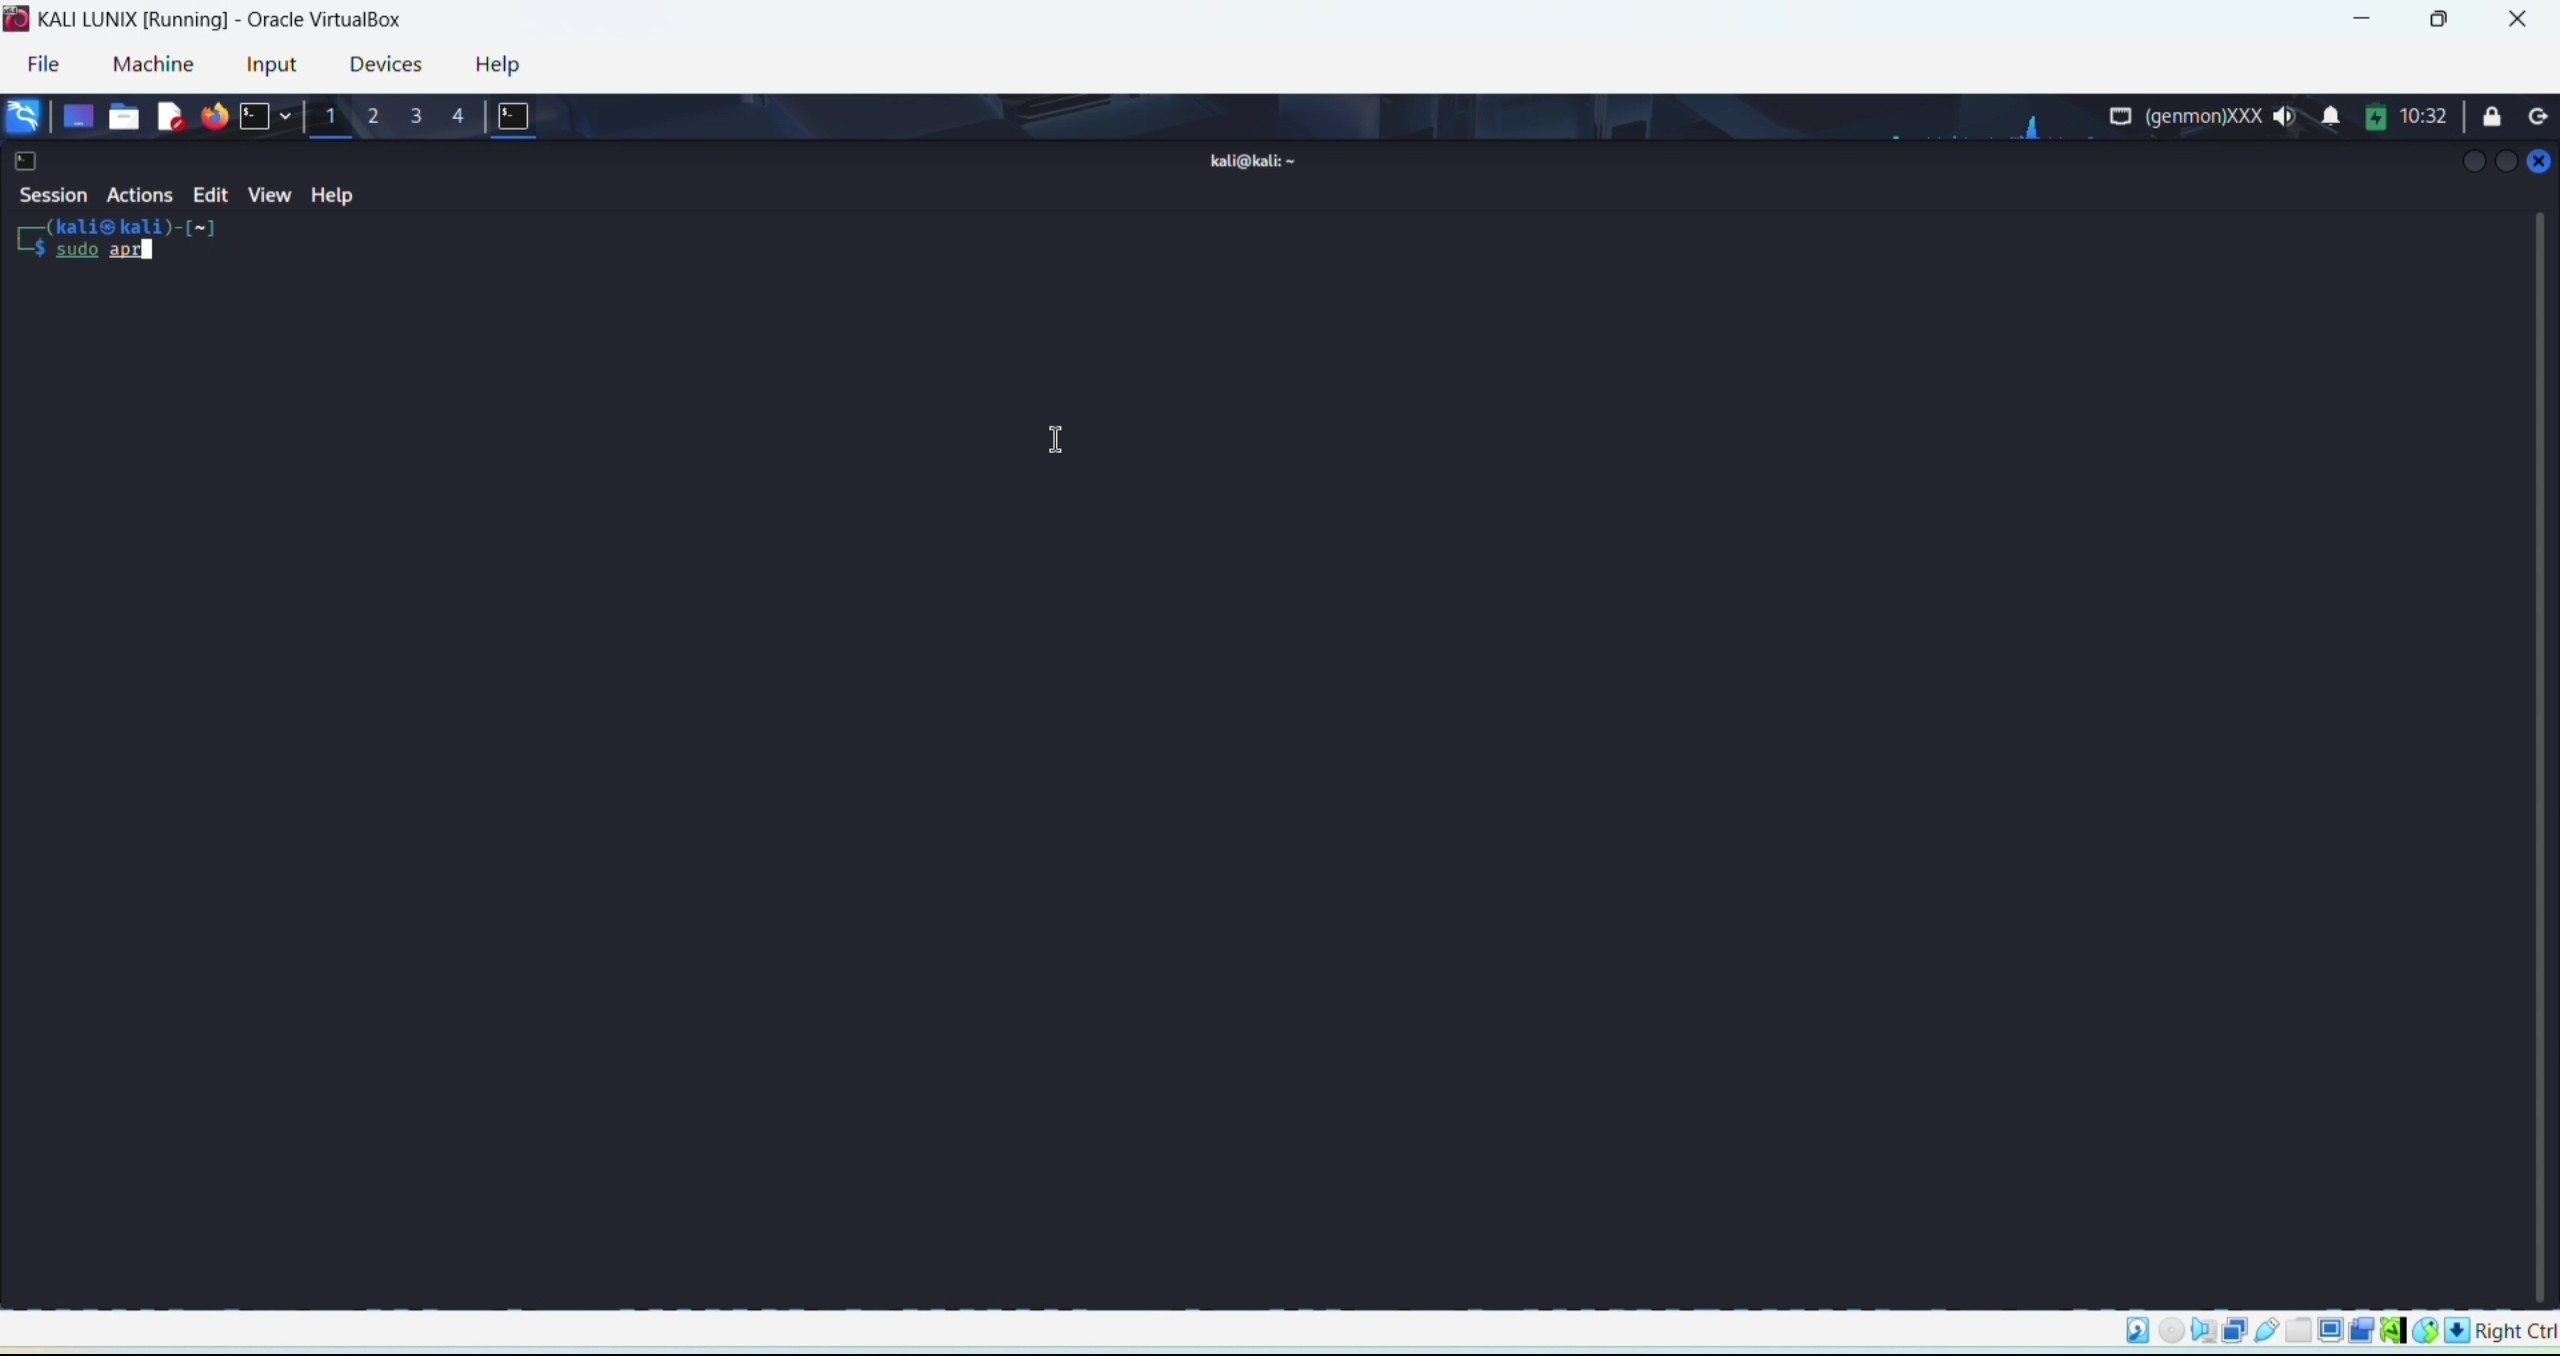 KALI LUNIX [Running] - Oracle VirtualBox
File Machine Input Devices Help
1 2 3 4 (genmon)XXX 10:32
kali@kali: ~
Session Actions Edit View Help
┌──(kali㉿kali)-[~]
└─$ sudo apr
Right Ctrl